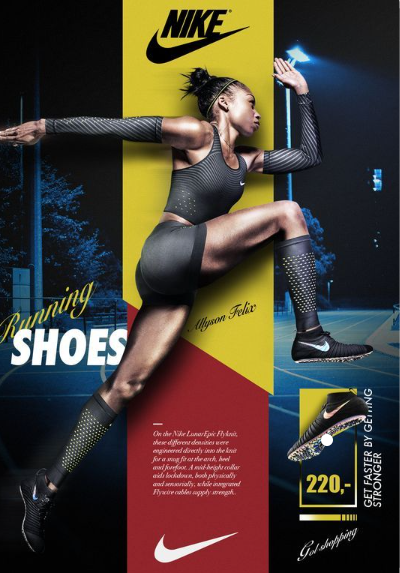 NIKE
Running
SHOES
Allyson Felix
On the Nike LunarEpic Flyknit,
these different densities were
engineered directly into the knit
for a snug fit at the arch, heel
and forefoot. A mid-height collar
aids lockdown, both physically
and sensorially, while integrated
Flywire cables supply strength.
220,-
GET FASTER BY GETTING
STRONGER
Go! shopping